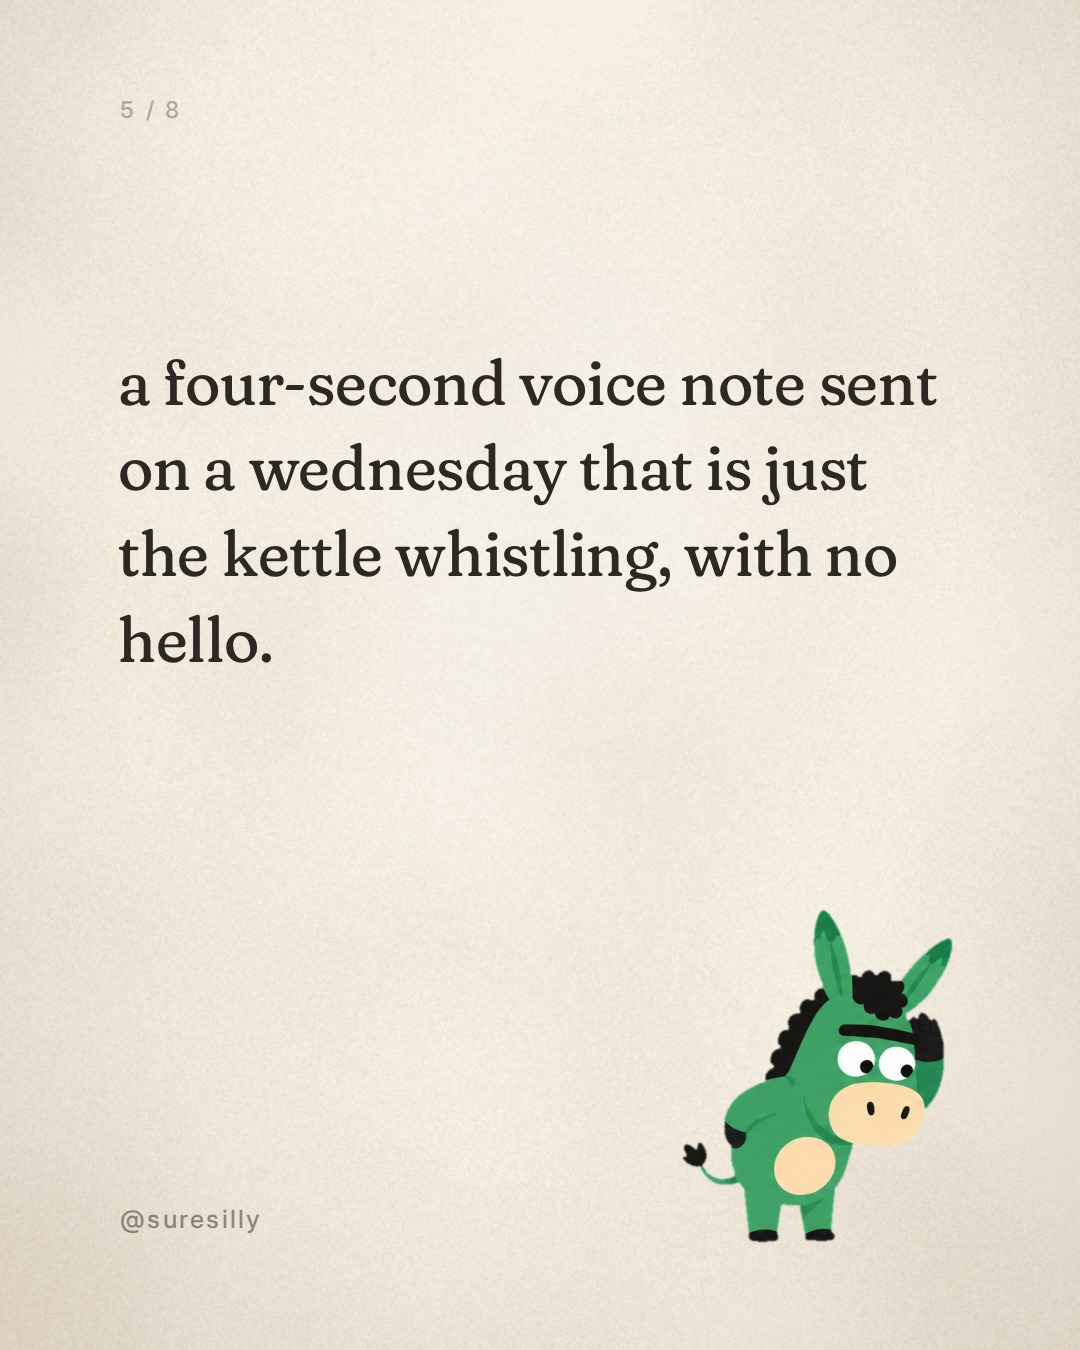 5 / 8
a four-second voice note sent
on a wednesday that is just
the kettle whistling, with no
hello.
@suresilly